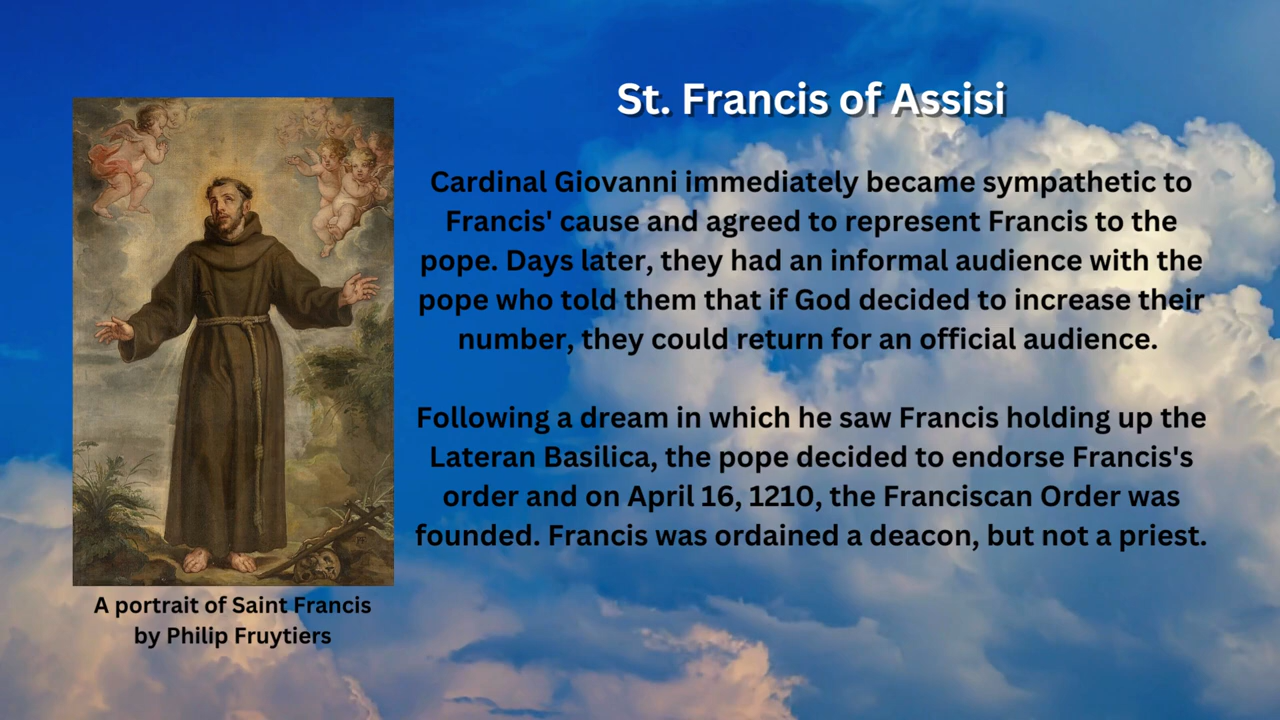 St. Francis of Assisi
Cardinal Giovanni immediately became sympathetic to
Francis' cause and agreed to represent Francis to the
pope. Days later, they had an informal audience with the
pope who told them that if God decided to increase their
number, they could return for an official audience.
Following a dream in which he saw Francis holding up the
Lateran Basilica, the pope decided to endorse Francis's
order and on April 16, 1210, the Franciscan Order was
founded. Francis was ordained a deacon, but not a priest.
A portrait of Saint Francis
by Philip Fruytiers